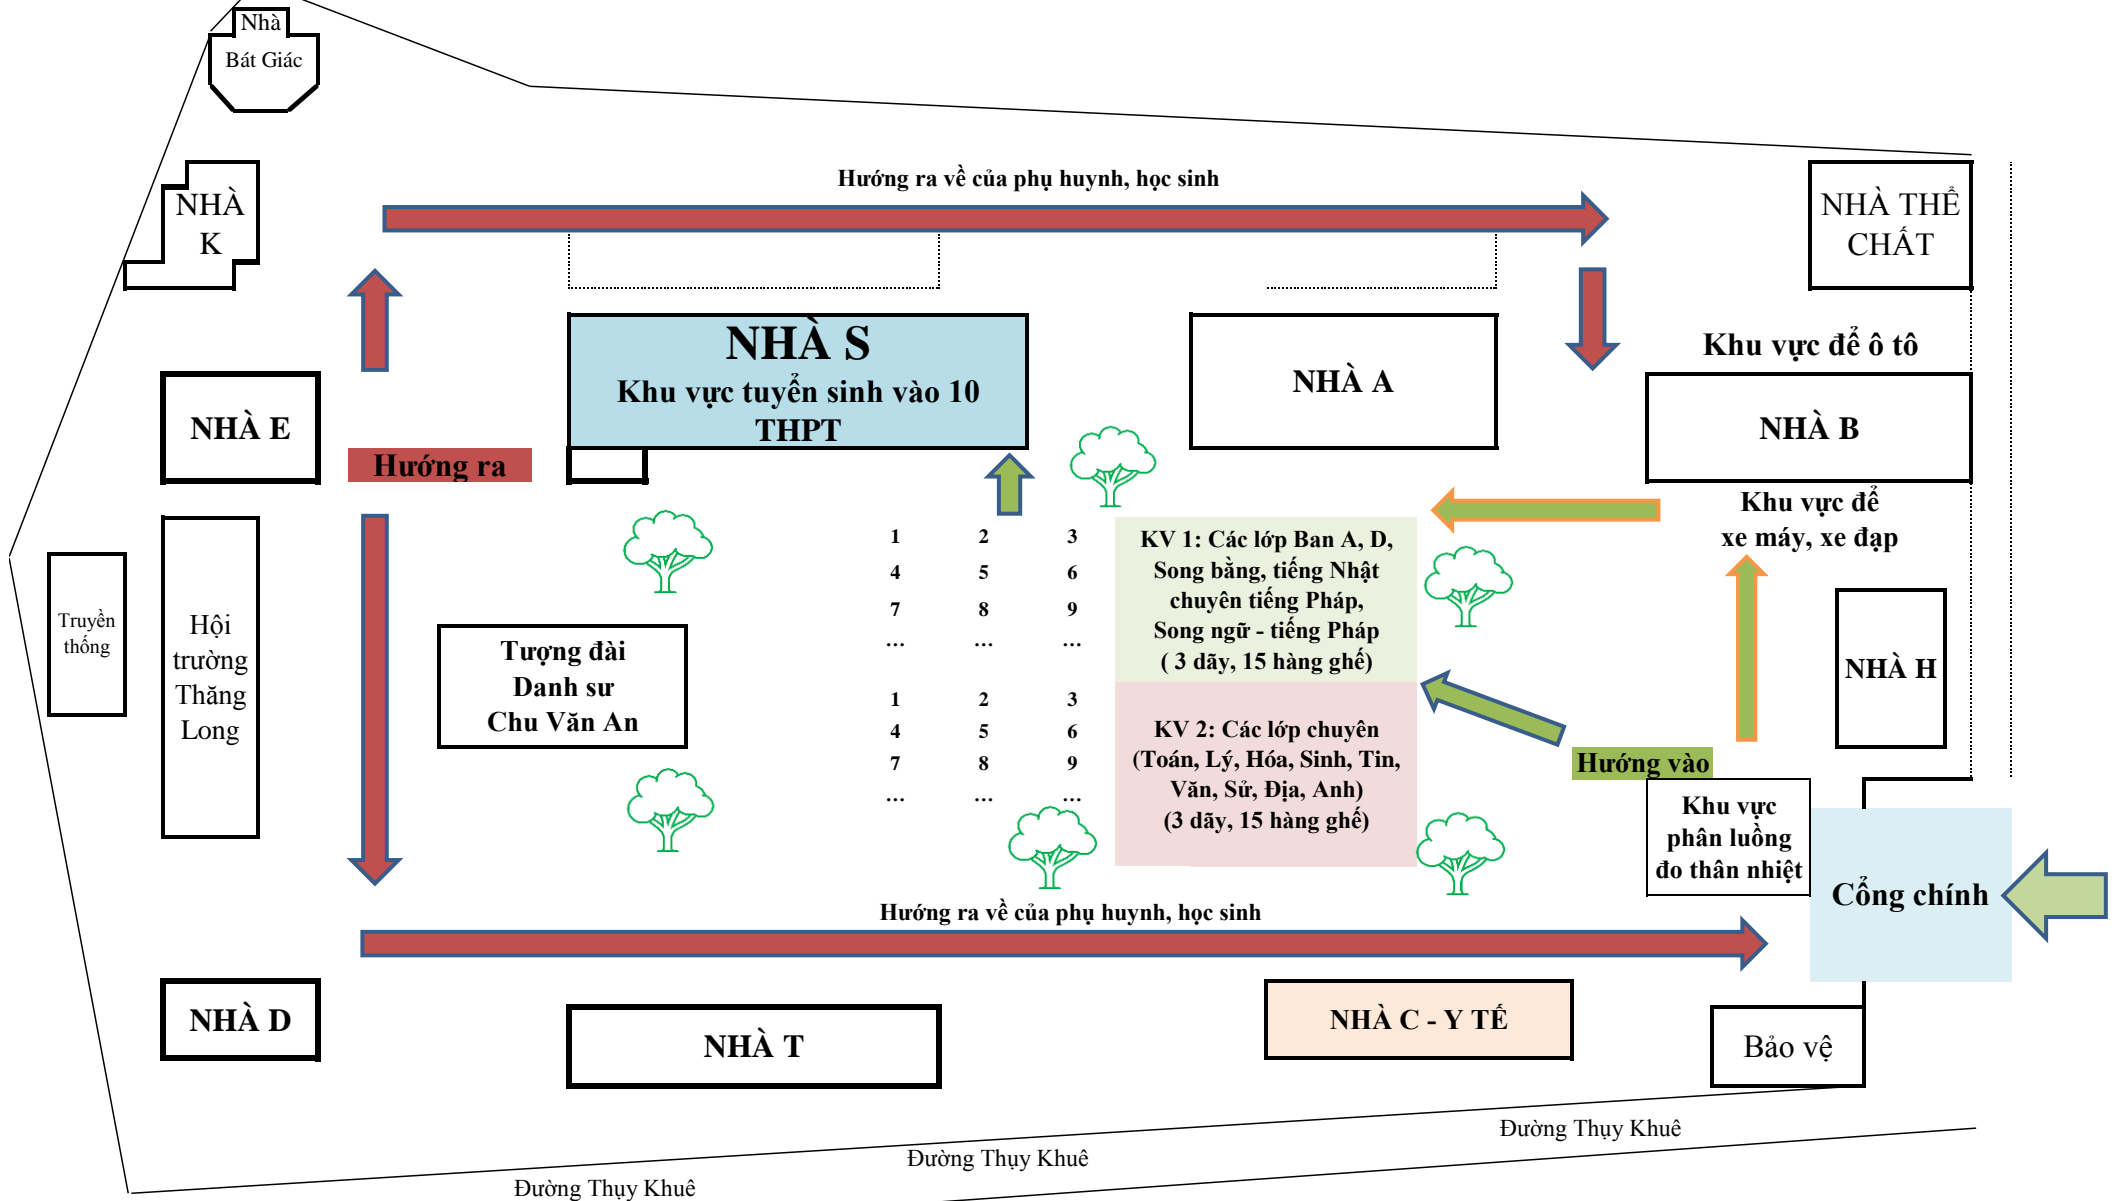 Nhà
Bát Giác
Hướng ra về của phụ huynh, học sinh
NHÀ
K
NHÀ THỂ
CHẤT
NHÀ S
Khu vực tuyển sinh vào 10
THPT
NHÀ A
Khu vực để ô tô
NHÀ B
NHÀ E
Hướng ra
Khu vực để
xe máy, xe đạp
1 2 3
4 5 6
7 8 9
... ... ...
KV 1: Các lớp Ban A, D,
Song bằng, tiếng Nhật
chuyên tiếng Pháp,
Song ngữ - tiếng Pháp
( 3 dãy, 15 hàng ghế)
Truyền
thống
Hội
trường
Thăng
Long
Tượng đài
Danh sư
Chu Văn An
NHÀ H
1 2 3
4 5 6
7 8 9
... ... ...
KV 2: Các lớp chuyên
(Toán, Lý, Hóa, Sinh, Tin,
Văn, Sử, Địa, Anh)
(3 dãy, 15 hàng ghế)
Hướng vào
Khu vực
phân luồng
đo thân nhiệt
Cổng chính
Hướng ra về của phụ huynh, học sinh
NHÀ D
NHÀ T
NHÀ C - Y TẾ
Bảo vệ
Đường Thụy Khuê
Đường Thụy Khuê
Đường Thụy Khuê